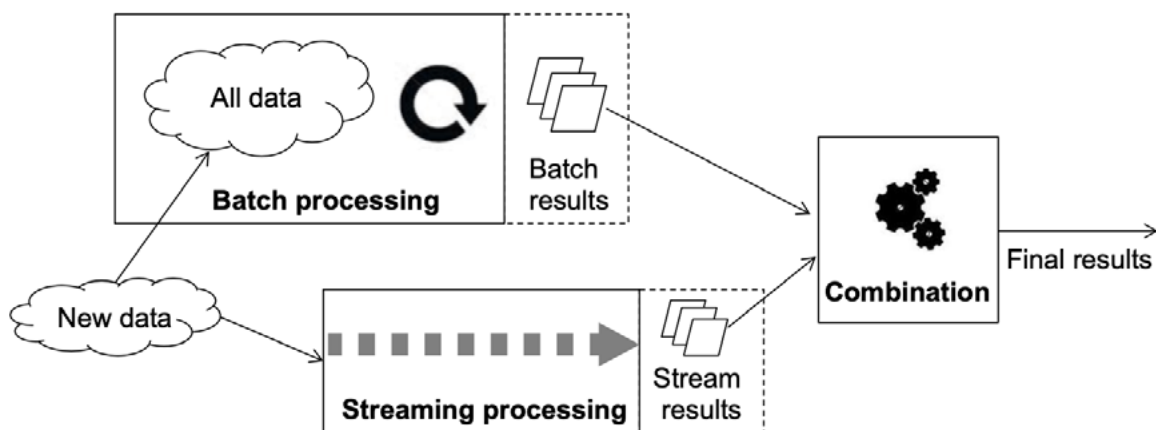 All data
Batch processing
Batch
results
New data
Streaming processing
Stream
results
Combination
Final results